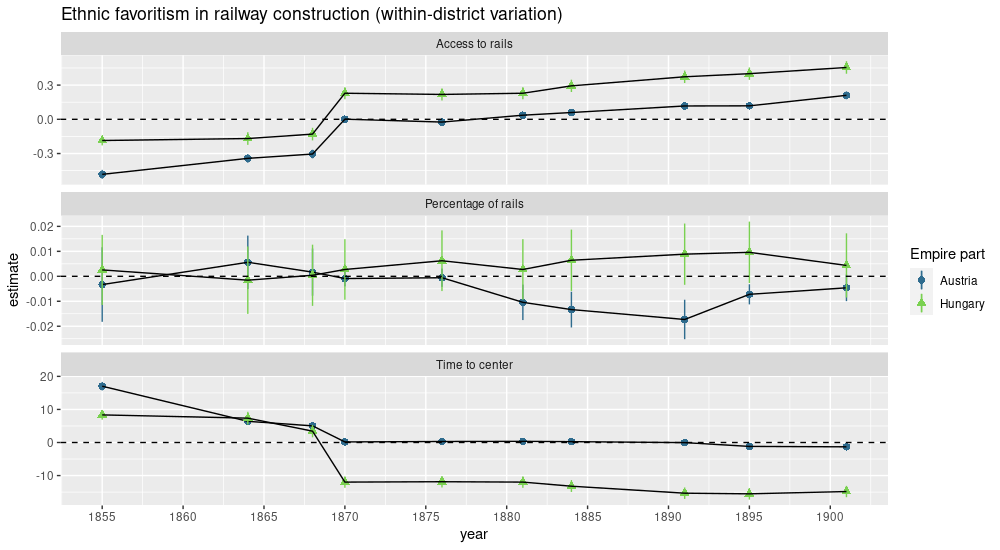 Ethnic favoritism in railway construction (within-district variation)
Access to rails
0.3
0.0
-0.3
Percentage of rails
0.02
0.01
0.00
-0.01
-0.02
Time to center
20
10
0
-10
1855 1860 1865 1870 1875 1880 1885 1890 1895 1900
year
estimate
Empire part
Austria
Hungary